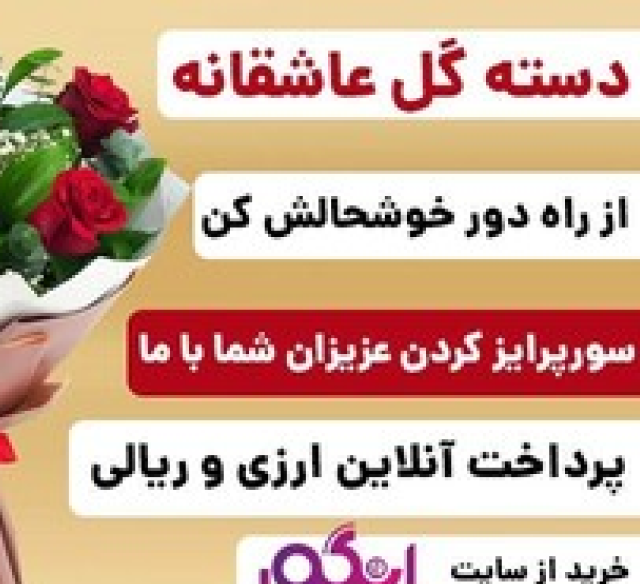 دسته گل عاشقانه
از راه دور خوشحالش کن
سورپرایز کردن عزیزان شما با ما
پرداخت آنلاین ارزی و ریالی
خرید از سایت